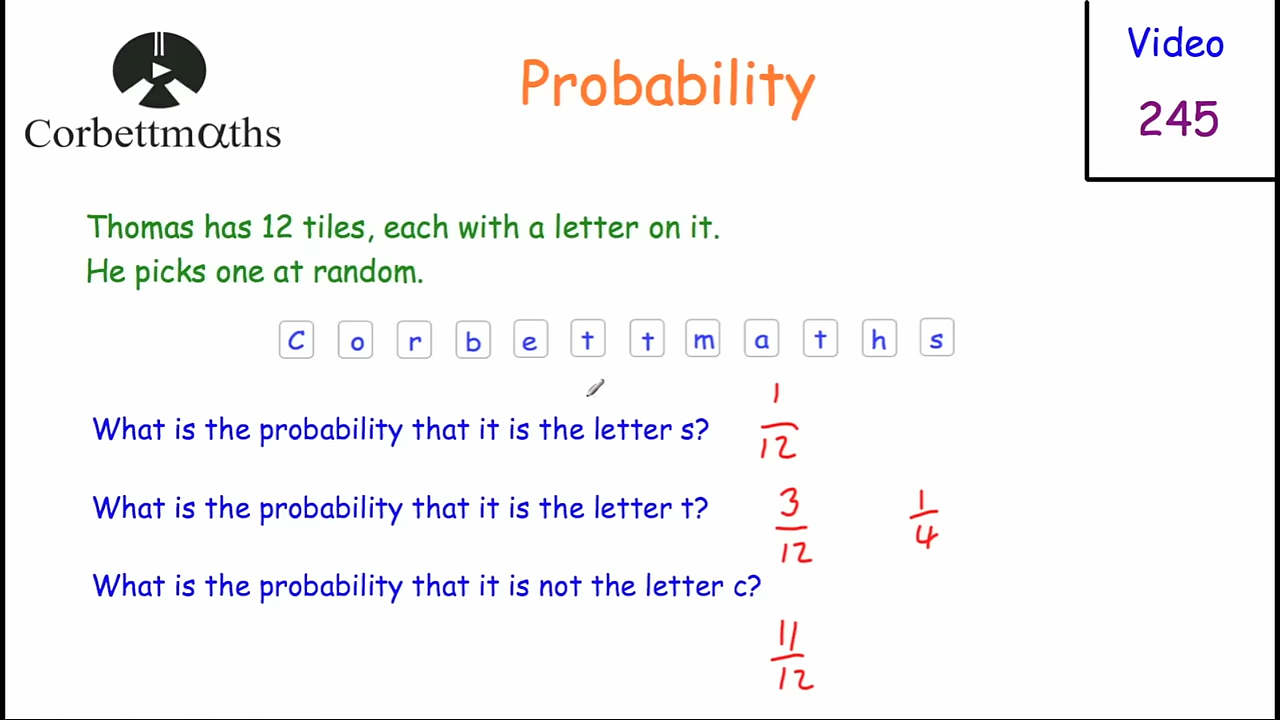 Corbettmαths
Probability
Video
245
Thomas has 12 tiles, each with a letter on it.
He picks one at random.
C o r b e t t m a t h s
What is the probability that it is the letter s? 1/12
What is the probability that it is the letter t? 3/12 1/4
What is the probability that it is not the letter c?
11/12